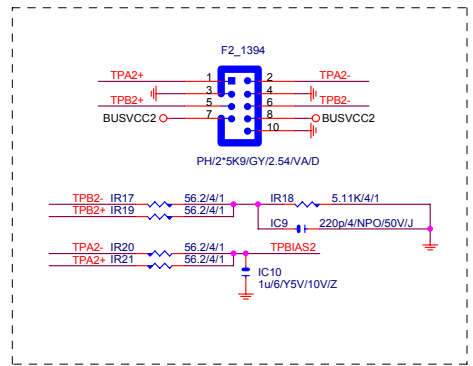 F2_1394
TPA2+ 1 2 TPA2-
3 4
TPB2+ 5 6 TPB2-
BUSVCC2 7 8 BUSVCC2
10
PH/2*5K9/GY/2.54/VA/D
TPB2- IR17 56.2/4/1 IR18 5.11K/4/1
TPB2+ IR19 56.2/4/1
IC9 220p/4/NPO/50V/J
TPA2- IR20 56.2/4/1 TPBIAS2
TPA2+ IR21 56.2/4/1
IC10
1u/6/Y5V/10V/Z